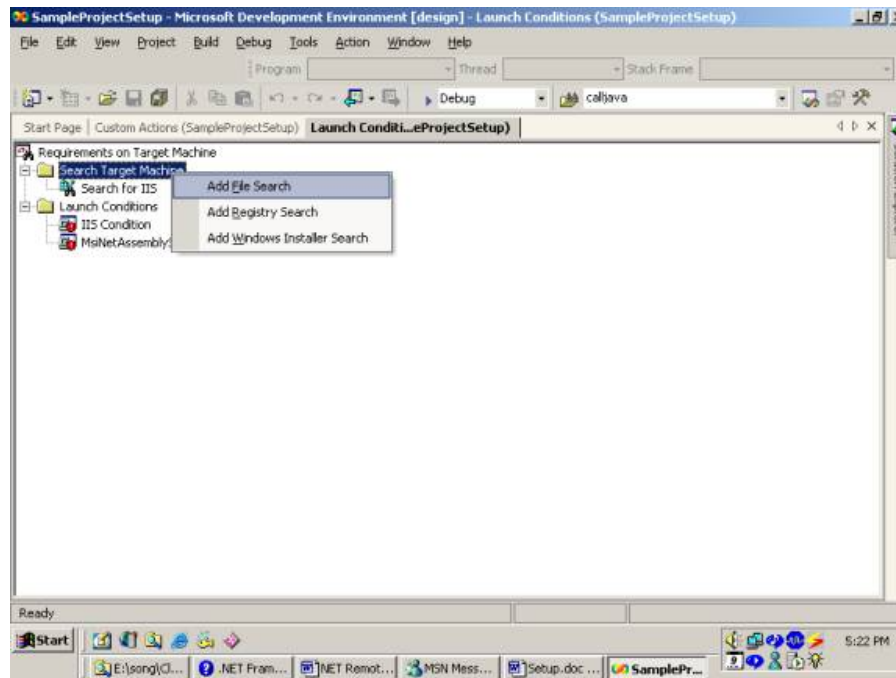 SampleProjectSetup - Microsoft Development Environment [design] - Launch Conditions (SampleProjectSetup)
File Edit View Project Build Debug Tools Action Window Help
Program Thread Stack Frame
Debug calljava
Start Page Custom Actions (SampleProjectSetup) Launch Conditi...eProjectSetup)
Requirements on Target Machine
Search Target Machine
Search for IIS
Launch Conditions
IIS Condition
MsiNetAssembly
Add File Search
Add Registry Search
Add Windows Installer Search
Ready
Start
5:22 PM
E:\song\Cl... .NET Fram... .NET Remot... MSN Mess... Setup.doc ... SamplePr...